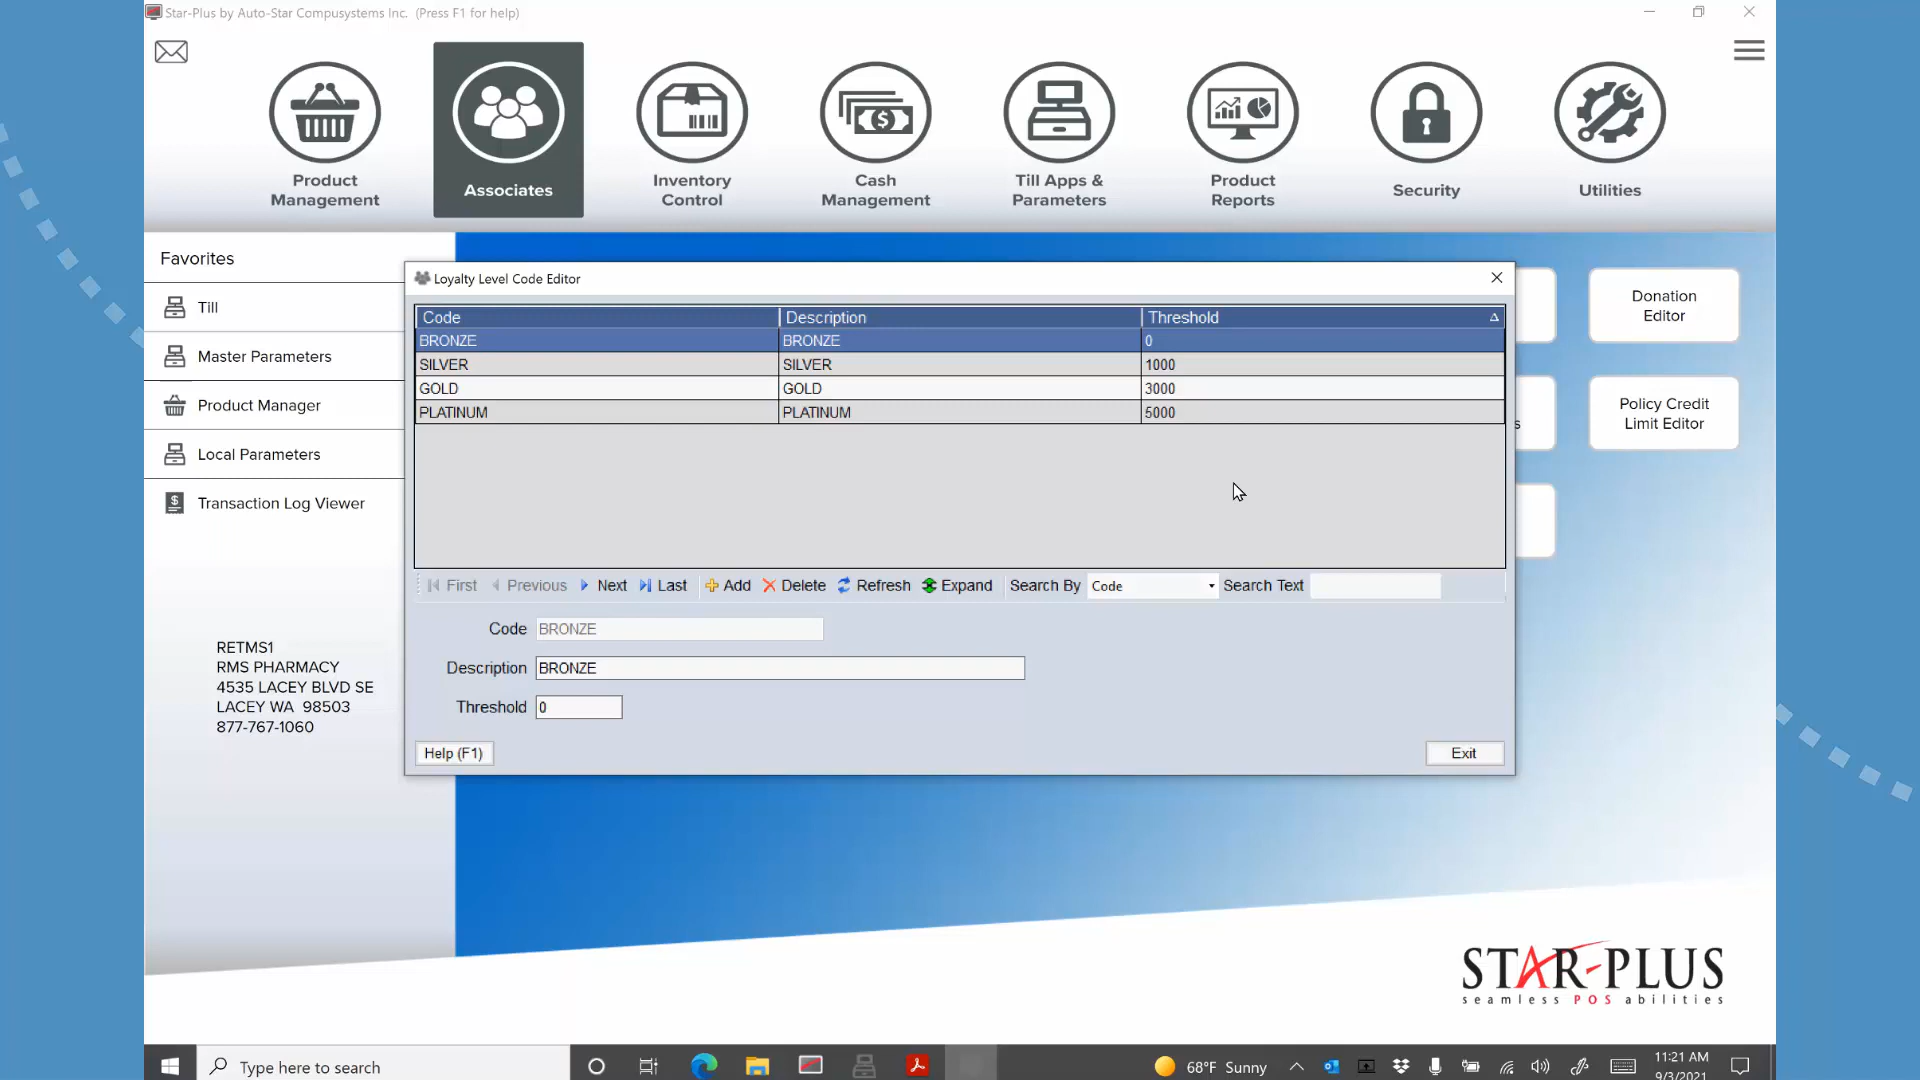 Star-Plus by Auto-Star Compusystems Inc. (Press F1 for help)
Product
Management
Associates
Inventory
Control
Cash
Management
Till Apps &
Parameters
Product
Reports
Security
Utilities
Favorites
Till
Master Parameters
Product Manager
Local Parameters
Transaction Log Viewer
RETMS1
RMS PHARMACY
4535 LACEY BLVD SE
LACEY WA 98503
877-767-1060
Loyalty Level Code Editor
Code Description Threshold
BRONZE BRONZE 0
SILVER SILVER 1000
GOLD GOLD 3000
PLATINUM PLATINUM 5000
First Previous Next Last Add Delete Refresh Expand Search By Code Search Text
Code BRONZE
Description BRONZE
Threshold 0
Help (F1) Exit
Donation
Editor
s
Policy Credit
Limit Editor
STAR-PLUS
seamless POS abilities
Type here to search
68°F Sunny
11:21 AM
9/3/2021